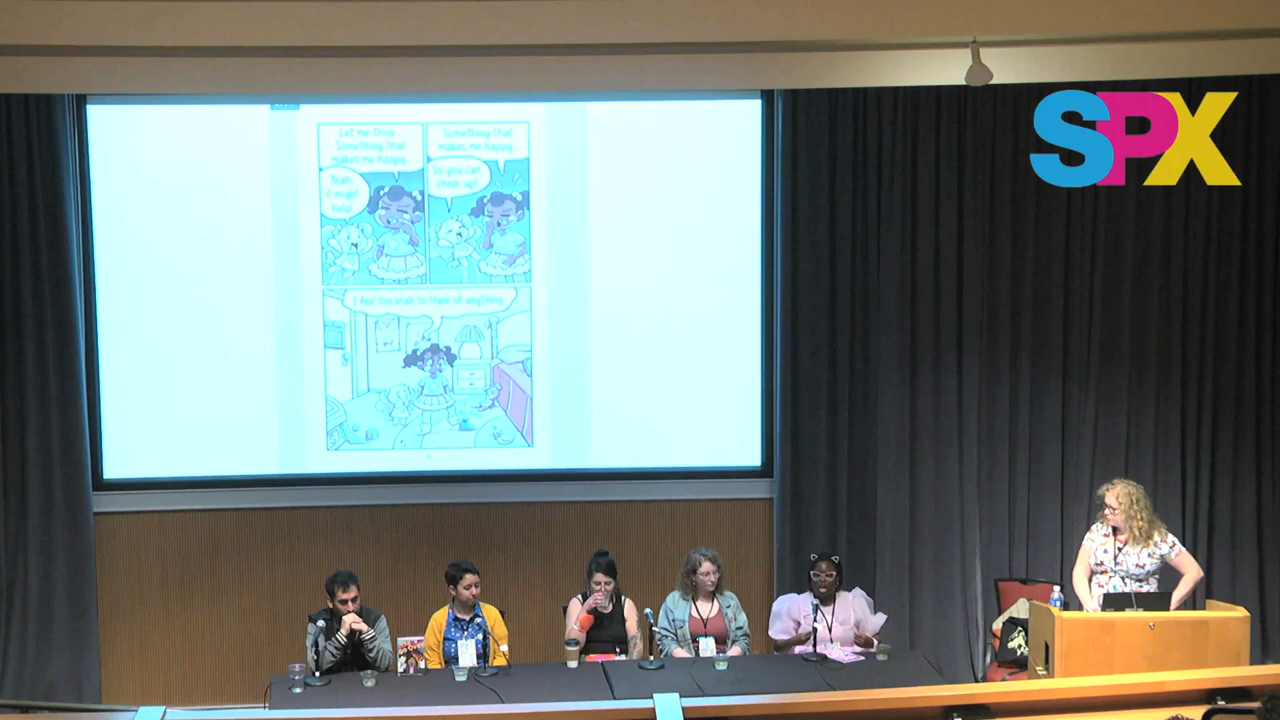 SPX
Let me think
Something that
makes me happy...
Yeah,
it might
help!
Something that
makes me happy...
So you can
cheer up!
I feel too
to think of anything